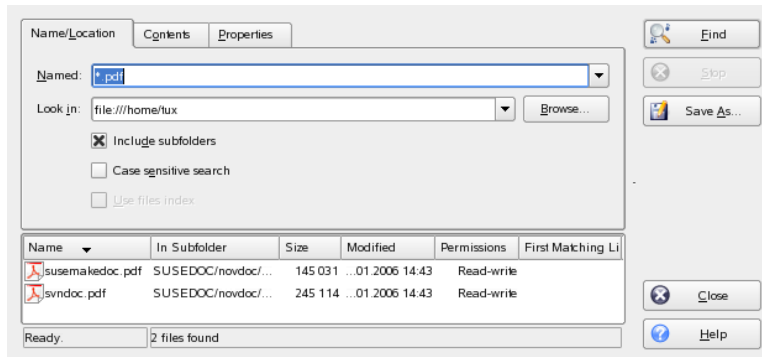 Name/Location Contents Properties
Find
Named: *.pdf
Stop
Look in: file:///home/tux Browse...
Save As...
Include subfolders
Case sensitive search
Use files index
Name In Subfolder Size Modified Permissions First Matching Li
susemakedoc.pdf SUSEDOC/novdoc/... 145 031 ...01.2006 14:43 Read-write
svndoc.pdf SUSEDOC/novdoc/... 245 114 ...01.2006 14:43 Read-write
Close
Ready. 2 files found
Help